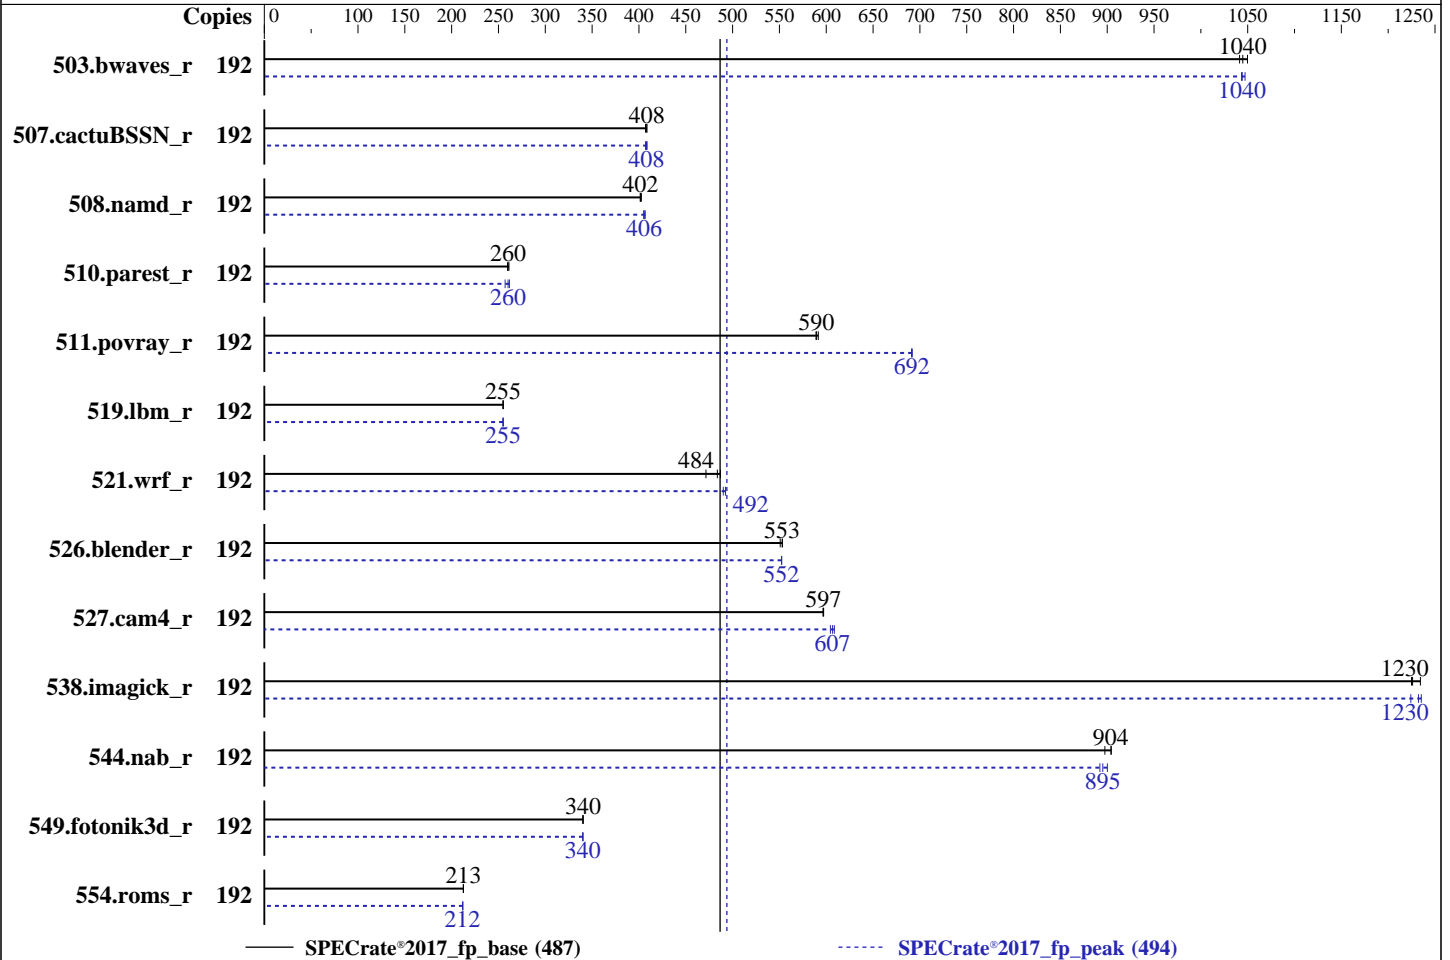 Copies 0 100 150 200 250 300 350 400 450 500 550 600 650 700 750 800 850 900 950 1050 1150 1250
503.bwaves_r 192 1040
1040
507.cactuBSSN_r 192 408
408
508.namd_r 192 402
406
510.parest_r 192 260
260
511.povray_r 192 590
692
519.lbm_r 192 255
255
521.wrf_r 192 484
492
526.blender_r 192 553
552
527.cam4_r 192 597
607
538.imagick_r 192 1230
1230
544.nab_r 192 904
895
549.fotonik3d_r 192 340
340
554.roms_r 192 213
212
SPECrate®2017_fp_base (487) SPECrate®2017_fp_peak (494)